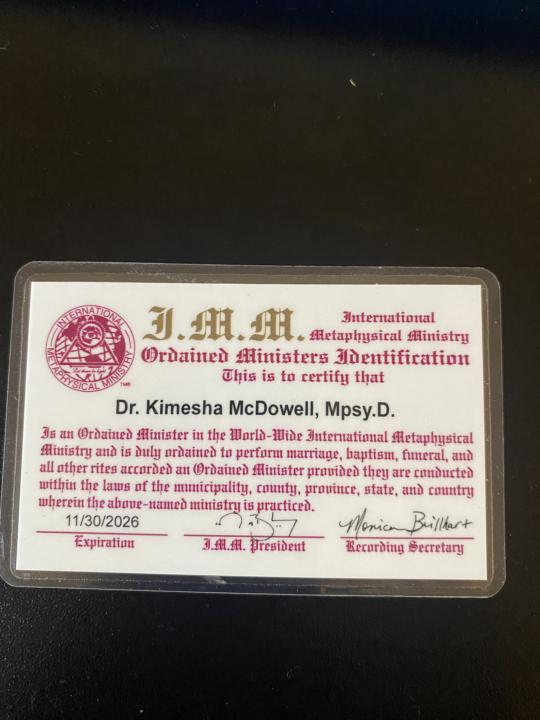 INTERNATIONAL METAPHYSICAL MINISTRY
I.M.M.
International
Metaphysical Ministry
Ordained Ministers Identification
This is to certify that
Dr. Kimesha McDowell, Mpsy.D.
Is an Ordained Minister in the World-Wide International Metaphysical
Ministry and is duly ordained to perform marriage, baptism, funeral, and
all other rites accorded an Ordained Minister provided they are conducted
within the laws of the municipality, county, province, state, and country
wherein the above-named ministry is practiced.
11/30/2026
Monica Brillhart
Expiration
I.M.M. President
Recording Secretary